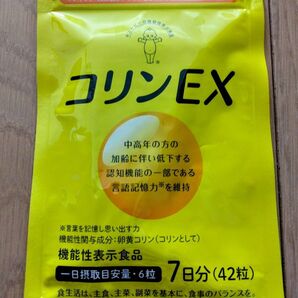 コリンEX
中高年の方の
加齢に伴い低下する
認知機能の一部である
言語記憶力※を維持
※言葉を記憶し思い出す力
機能性関与成分:卵黄コリン(コリンとして)
機能性表示食品
一日摂取目安量・6粒 7日分(42粒)
食生活は、主食、主菜、副菜を基本に、食事のバランスを。